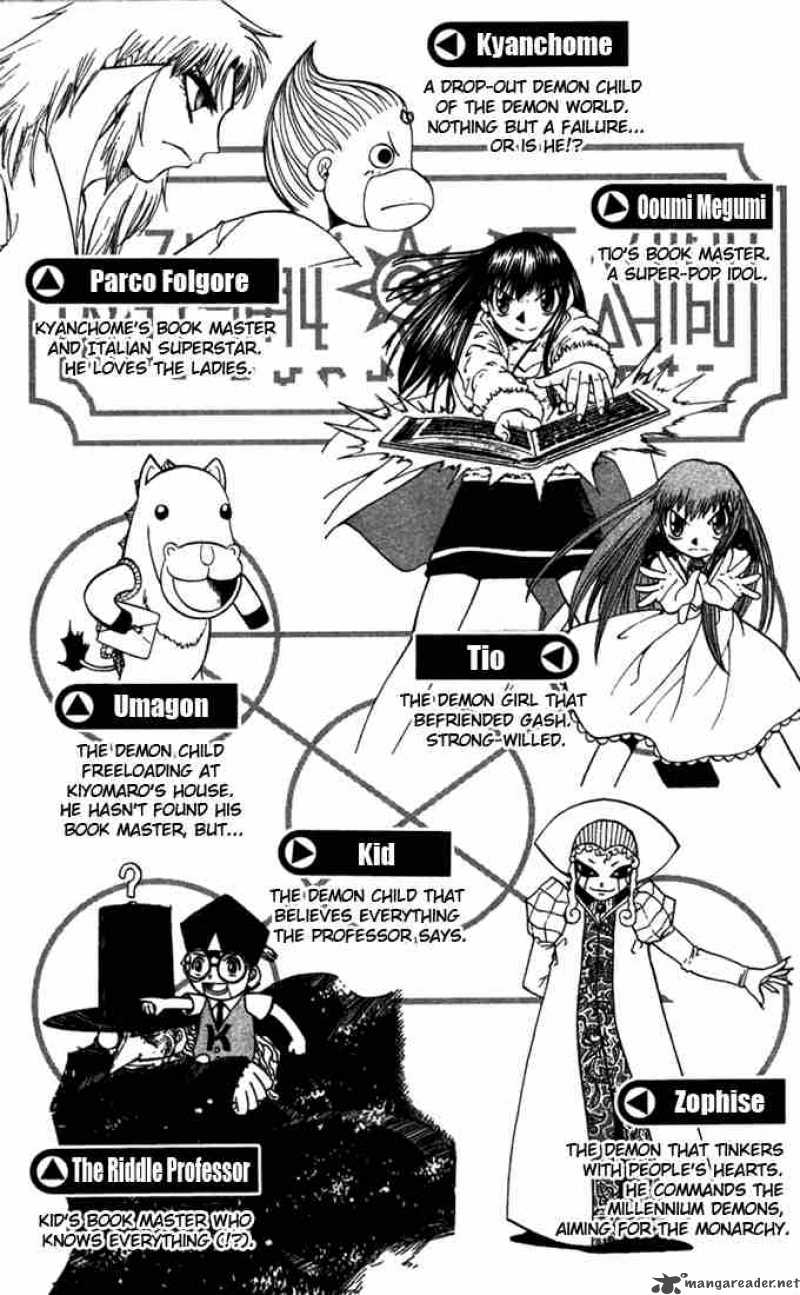 Kyanchome
A DROP-OUT DEMON CHILD
OF THE DEMON WORLD.
NOTHING BUT A FAILURE...
OR IS HE!?
Ooumi Megumi
TIO'S BOOK MASTER.
A SUPER-POP IDOL.
Parco Folgore
KYANCHOME'S BOOK MASTER
AND ITALIAN SUPERSTAR.
HE LOVES THE LADIES.
Tio
THE DEMON GIRL THAT
BEFRIENDED GASH.
STRONG-WILLED.
Umagon
THE DEMON CHILD
FREELOADING AT
KIYOMARO'S HOUSE.
HE HASN'T FOUND HIS
BOOK MASTER, BUT...
Kid
THE DEMON CHILD THAT
BELIEVES EVERYTHING
THE PROFESSOR SAYS.
?
K
Zophise
THE DEMON THAT TINKERS
WITH PEOPLE'S HEARTS.
HE COMMANDS THE
MILLENNIUM DEMONS,
AIMING FOR THE MONARCHY.
The Riddle Professor
KID'S BOOK MASTER WHO
KNOWS EVERYTHING (!?).
mangareader.net